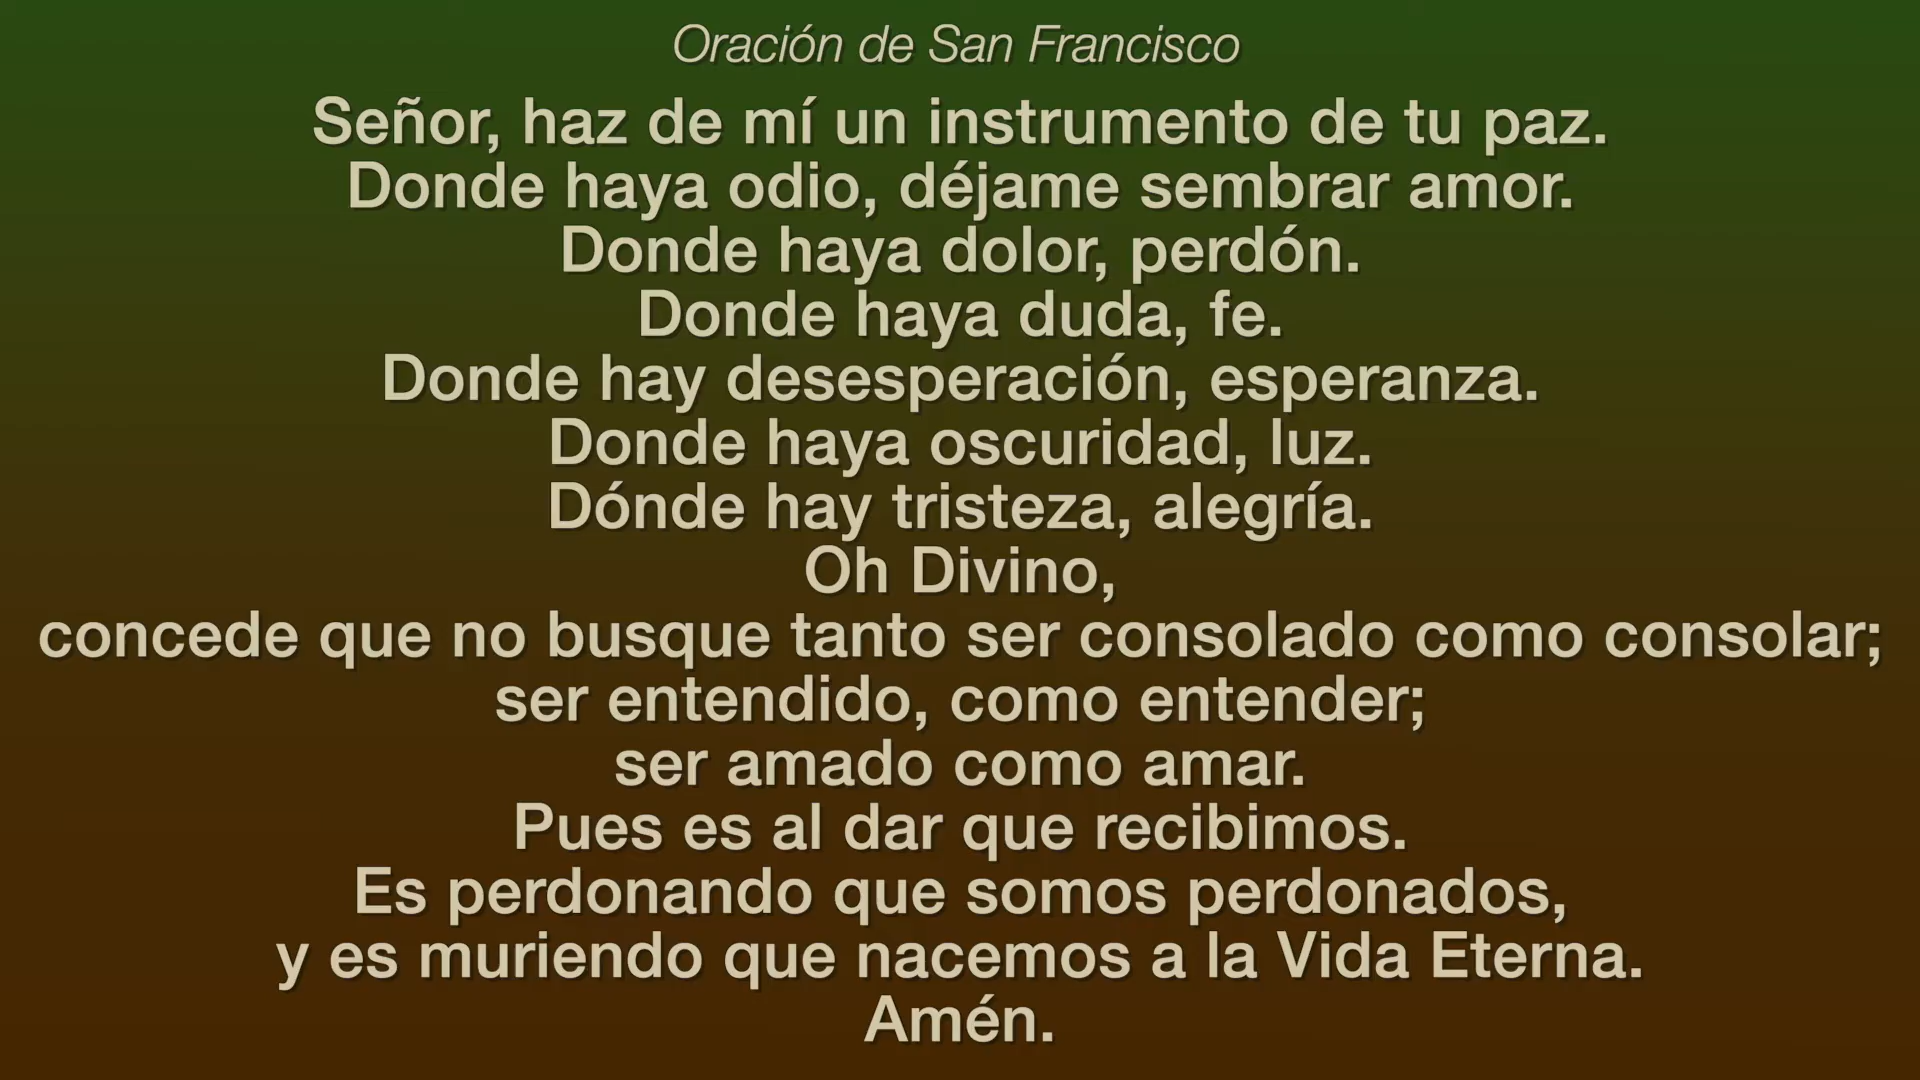 Oración de San Francisco
Señor, haz de mí un instrumento de tu paz.
Donde haya odio, déjame sembrar amor.
Donde haya dolor, perdón.
Donde haya duda, fe.
Donde hay desesperación, esperanza.
Donde haya oscuridad, luz.
Dónde hay tristeza, alegría.
Oh Divino,
concede que no busque tanto ser consolado como consolar;
ser entendido, como entender;
ser amado como amar.
Pues es al dar que recibimos.
Es perdonando que somos perdonados,
y es muriendo que nacemos a la Vida Eterna.
Amén.